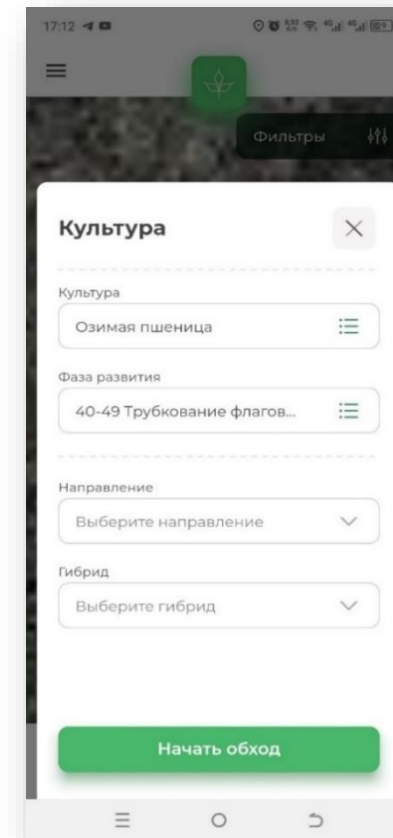 17:12
Фильтры
Культура
Культура
Озимая пшеница
Фаза развития
40-49 Трубкование флагов...
Направление
Выберите направление
Гибрид
Выберите гибрид
Начать обход